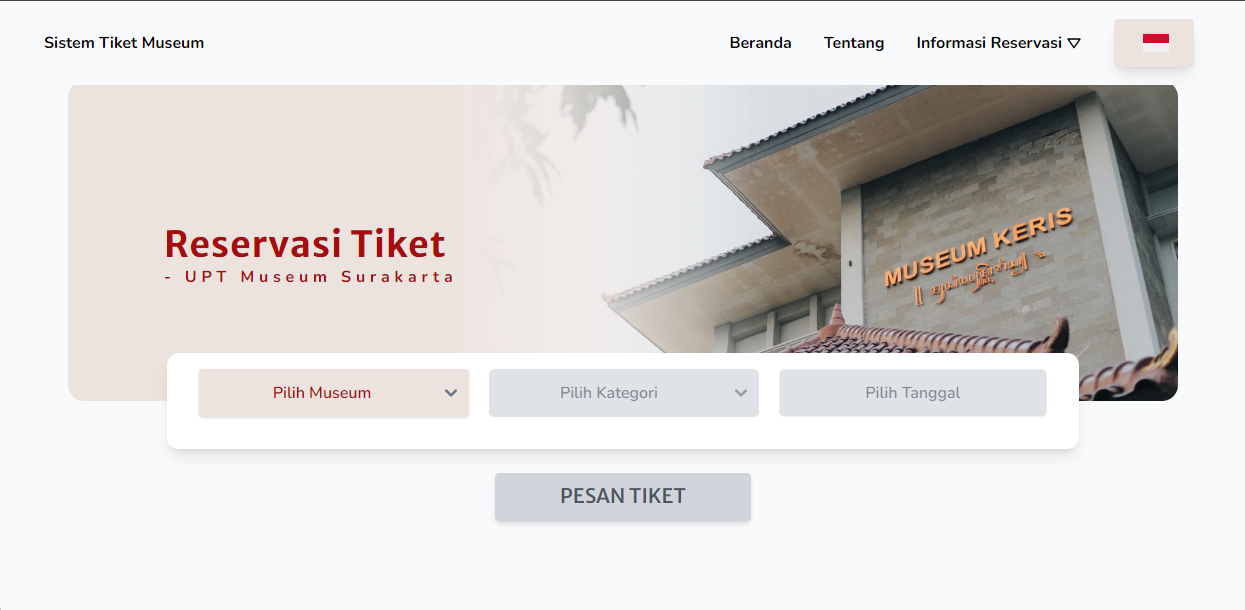 Sistem Tiket Museum
Beranda
Tentang
Informasi Reservasi
Reservasi Tiket
- UPT Museum Surakarta
MUSEUM KERIS
Pilih Museum
Pilih Kategori
Pilih Tanggal
PESAN TIKET